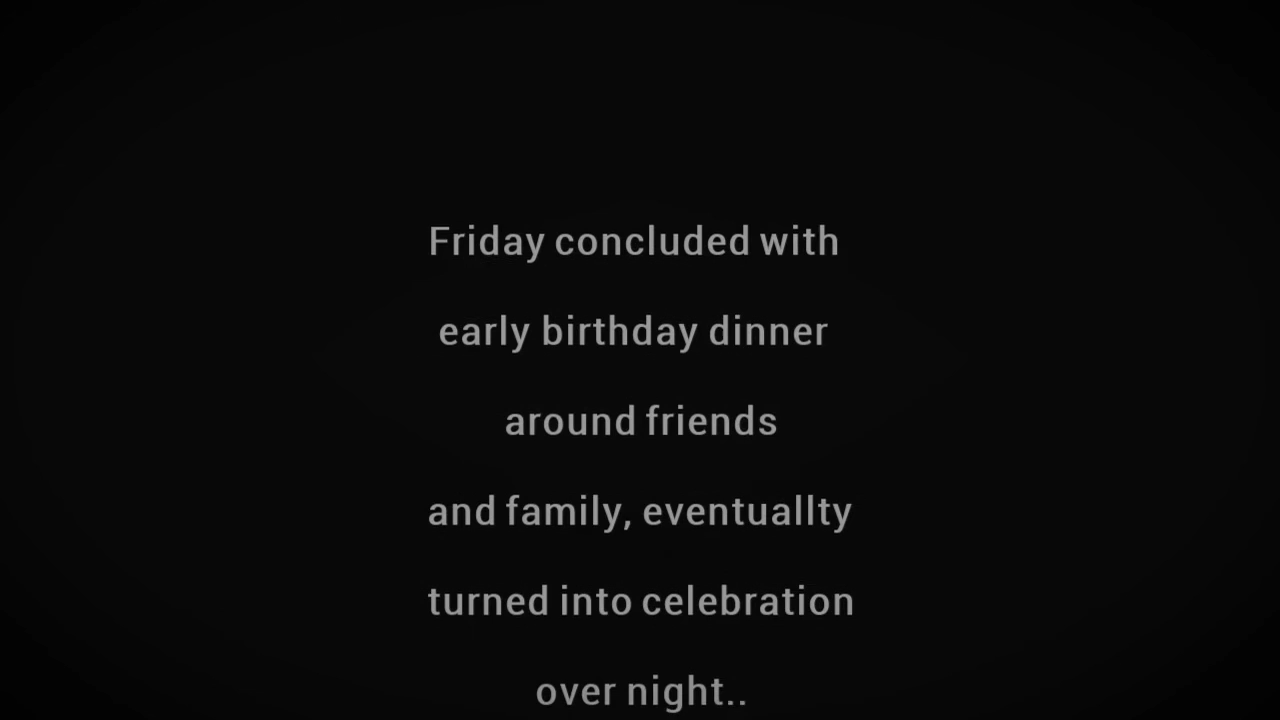 Friday concluded with
early birthday dinner
around friends
and family, eventuallty
turned into celebration
over night..